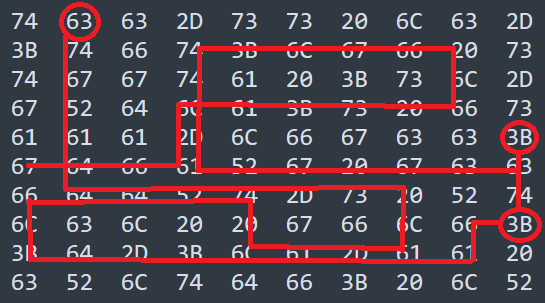 74 63 63 2D 73 73 20 6C 63 2D
3B 74 66 74 3B 6C 67 66 20 73
74 67 67 74 61 20 3B 73 6C 2D
67 52 64 6C 61 3B 73 20 66 73
61 61 61 2D 6C 66 67 63 63 3B
67 64 66 61 52 67 20 67 63 63
66 64 64 52 74 2D 73 20 52 74
6C 63 6C 20 20 67 66 6C 66 3B
3B 64 2D 3B 6C 61 2D 61 61 20
63 52 6C 74 64 66 3B 20 6C 52